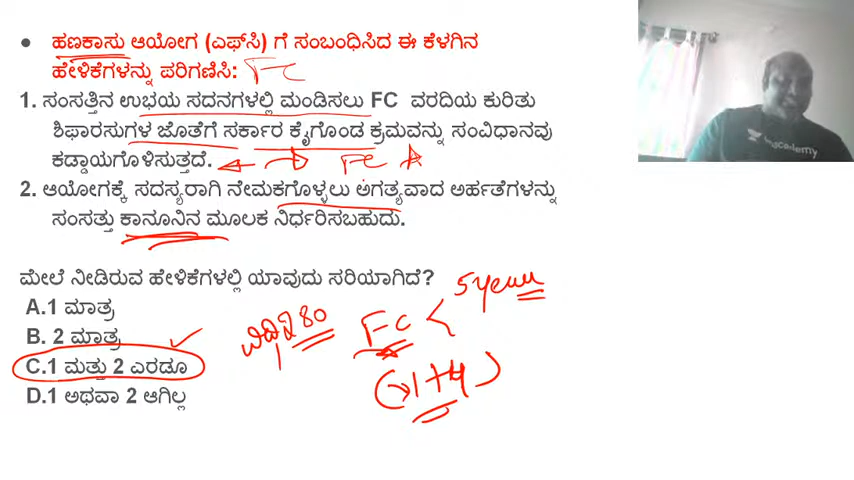 ● ಹಣಕಾಸು ಆಯೋಗ (ಎಫ್‌ಸಿ) ಗೆ ಸಂಬಂಧಿಸಿದ ಈ ಕೆಳಗಿನ
ಹೇಳಿಕೆಗಳನ್ನು ಪರಿಗಣಿಸಿ: FC
1. ಸಂಸತ್ತಿನ ಉಭಯ ಸದನಗಳಲ್ಲಿ ಮಂಡಿಸಲು FC ವರದಿಯ ಕುರಿತು
ಶಿಫಾರಸುಗಳ ಜೊತೆಗೆ ಸರ್ಕಾರ ಕೈಗೊಂಡ ಕ್ರಮವನ್ನು ಸಂವಿಧಾನವು
ಕಡ್ಡಾಯಗೊಳಿಸುತ್ತದೆ. FC
2. ಆಯೋಗಕ್ಕೆ ಸದಸ್ಯರಾಗಿ ನೇಮಕಗೊಳ್ಳಲು ಅಗತ್ಯವಾದ ಅರ್ಹತೆಗಳನ್ನು
ಸಂಸತ್ತು ಕಾನೂನಿನ ಮೂಲಕ ನಿರ್ಧರಿಸಬಹುದು.
ಮೇಲೆ ನೀಡಿರುವ ಹೇಳಿಕೆಗಳಲ್ಲಿ ಯಾವುದು ಸರಿಯಾಗಿದೆ?
A.1 ಮಾತ್ರ
B. 2 ಮಾತ್ರ
C.1 ಮತ್ತು 2 ಎರಡೂ
D.1 ಅಥವಾ 2 ಆಗಿಲ್ಲ
5 year
ವಿಧಿ 280 FC
1+4